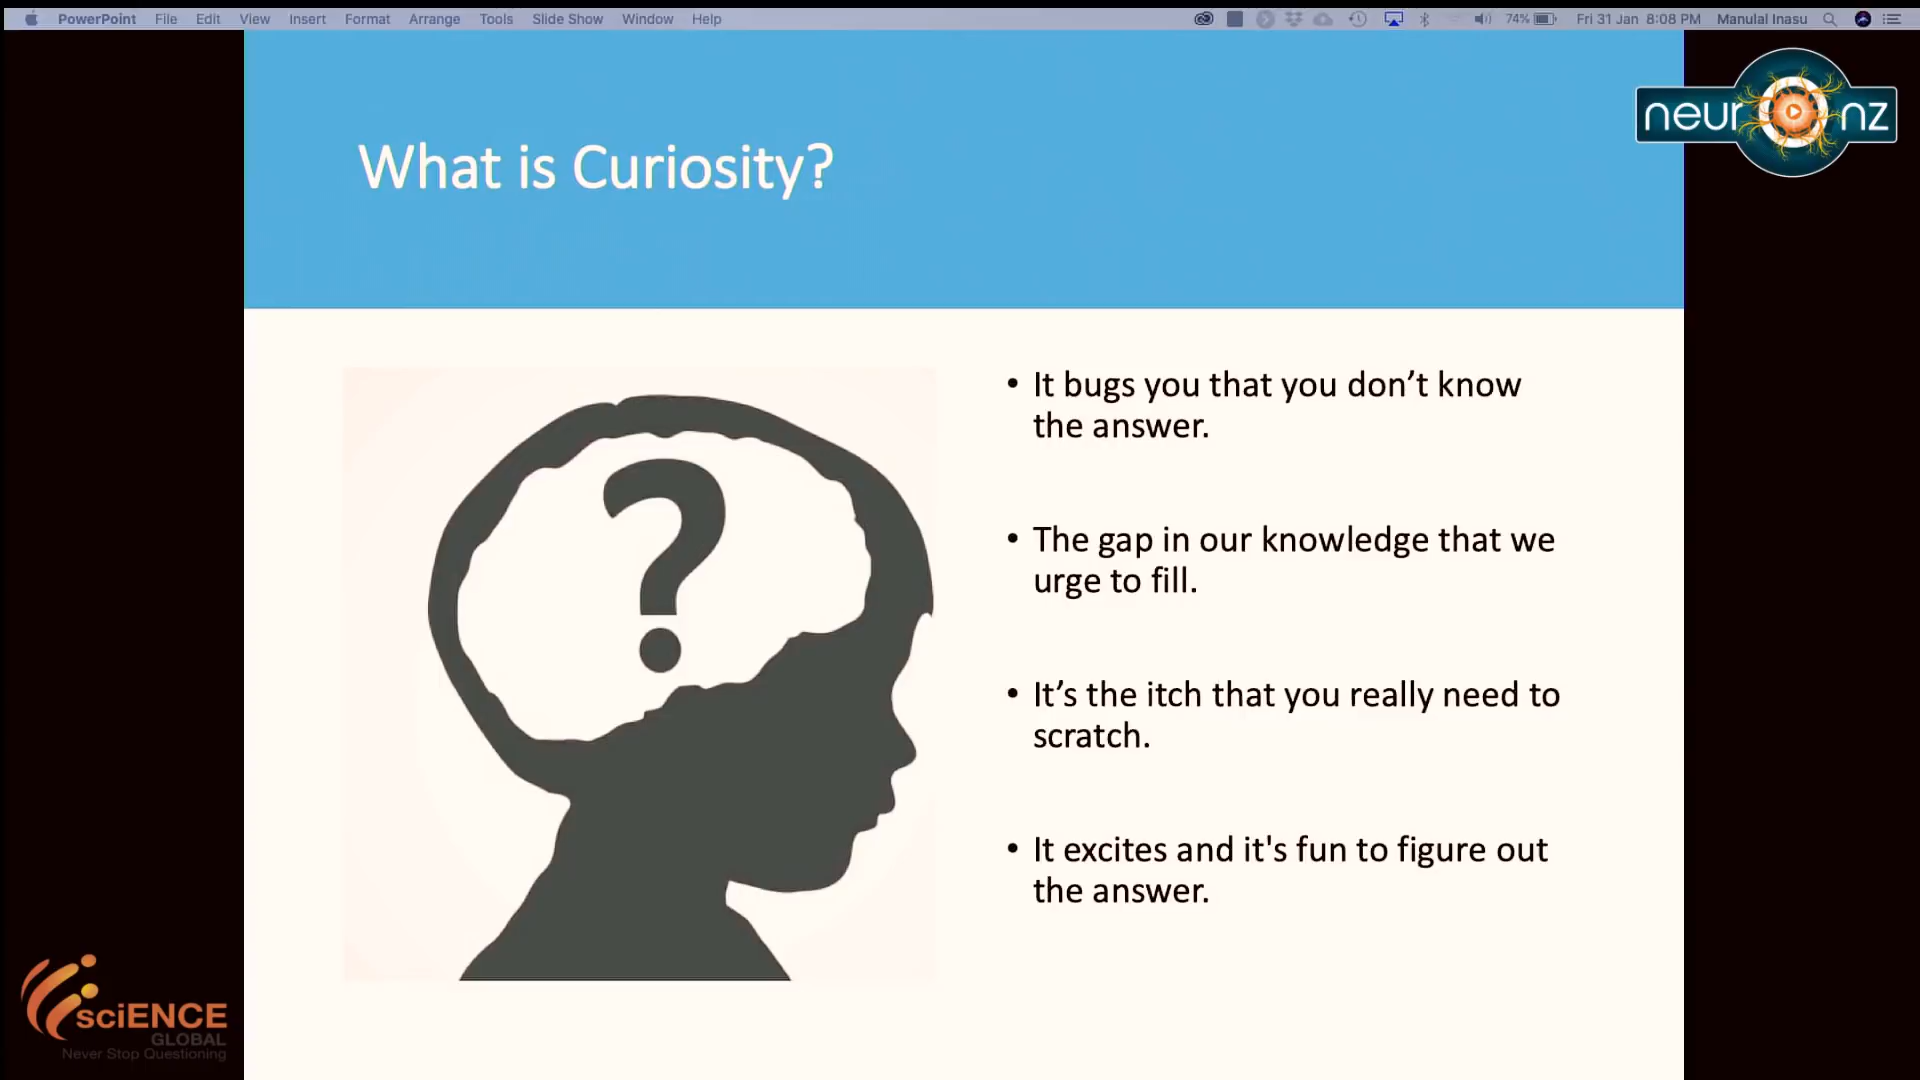 PowerPoint File Edit View Insert Format Arrange Tools Slide Show Window Help 74% Fri 31 Jan 8:08 PM Manulal Inasu
neuronz
What is Curiosity?
?
• It bugs you that you don’t know
the answer.
• The gap in our knowledge that we
urge to fill.
• It’s the itch that you really need to
scratch.
• It excites and it's fun to figure out
the answer.
sciENCE
GLOBAL
Never Stop Questioning